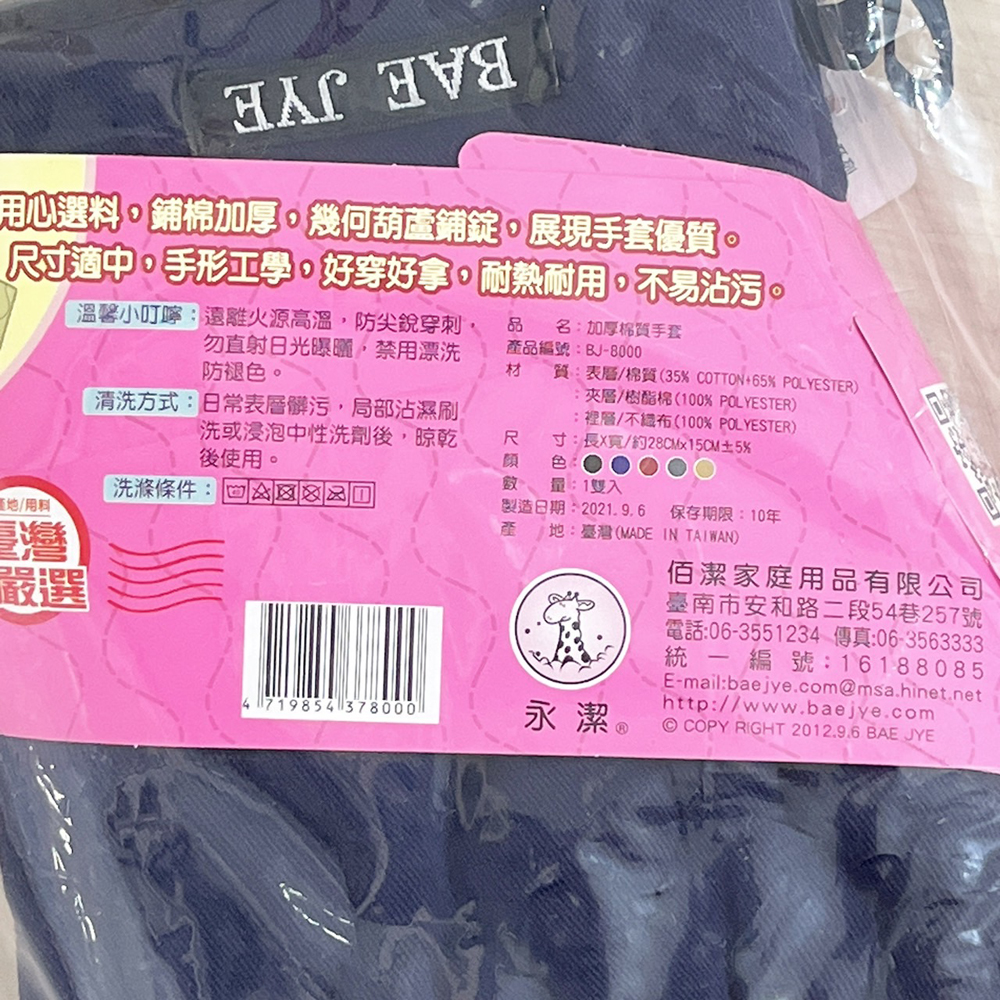 BAE JYE
用心選料，鋪棉加厚，幾何葫蘆鋪錠，展現手套優質。
尺寸適中，手形工學，好穿好拿，耐熱耐用，不易沾污。
溫馨小叮嚀：遠離火源高溫，防尖銳穿刺，
勿直射日光曝曬，禁用漂洗
防褪色。
清洗方式：日常表層髒污，局部沾濕刷
洗或浸泡中性洗劑後，晾乾
後使用。
洗滌條件：
品 名：加厚棉質手套
產品編號：BJ-8000
材 質：表層/棉質(35% COTTON+65% POLYESTER)
：夾層/樹酯棉(100% POLYESTER)
：裡層/不織布(100% POLYESTER)
尺 寸：長X寬/約28CMx15CM±5%
顏 色：
數 量：1雙入
製造日期：2021.9.6 保存期限：10年
產 地：臺灣(MADE IN TAIWAN)
產地/用料
臺灣
嚴選
4 719854 378000
永潔®
佰潔家庭用品有限公司
臺南市安和路二段54巷257號
電話:06-3551234 傳真:06-3563333
統一編號：16188085
E-mail:baejye.com@msa.hinet.net
http://www.baejye.com
© COPY RIGHT 2012.9.6 BAE JYE